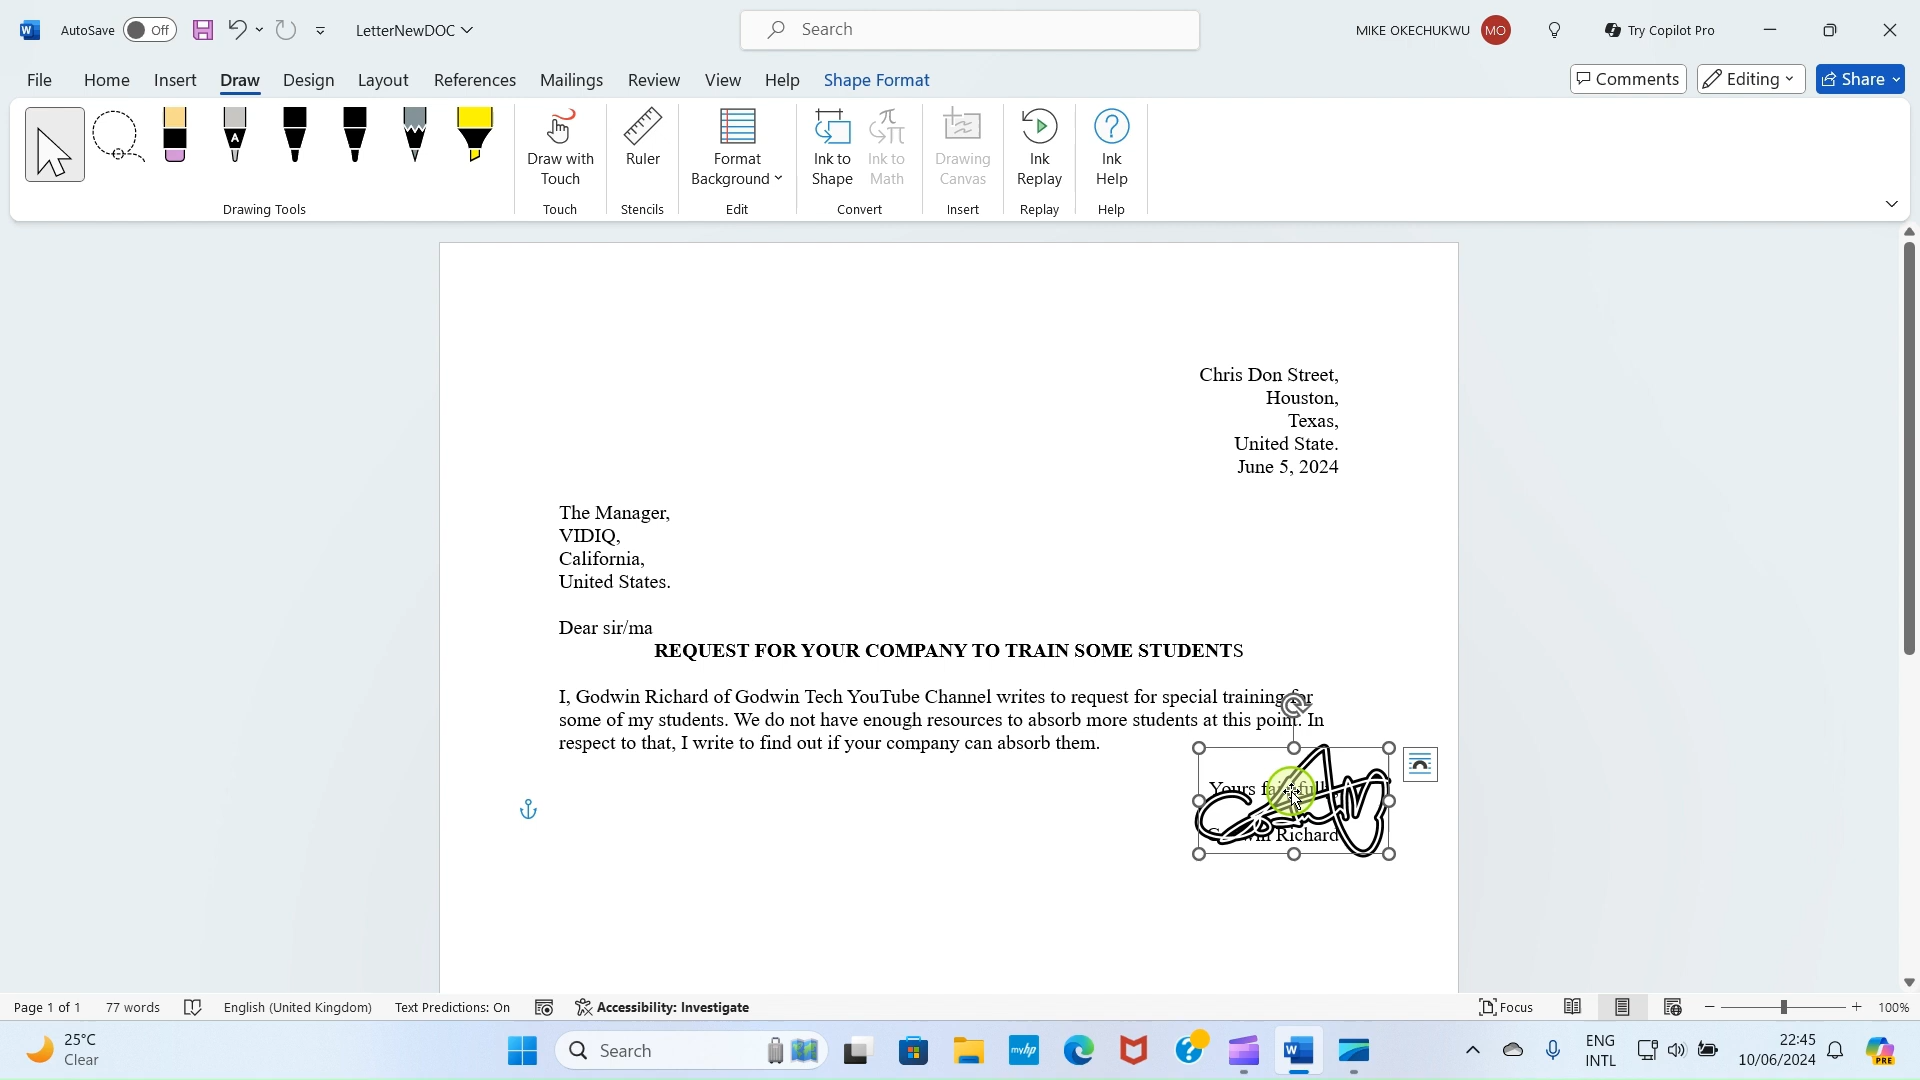 AutoSave Off LetterNewDOC Search MIKE OKECHUKWU MO Try Copilot Pro
File Home Insert Draw Design Layout References Mailings Review View Help Shape Format Comments Editing Share
A
Draw with Touch
Ruler
Format Background
Ink to Shape
Ink to Math
Drawing Canvas
Ink Replay
Ink Help
Drawing Tools Touch Stencils Edit Convert Insert Replay Help
Chris Don Street,
Houston,
Texas,
United State.
June 5, 2024
The Manager,
VIDIQ,
California,
United States.
Dear sir/ma
REQUEST FOR YOUR COMPANY TO TRAIN SOME STUDENTS
I, Godwin Richard of Godwin Tech YouTube Channel writes to request for special training for
some of my students. We do not have enough resources to absorb more students at this point. In
respect to that, I write to find out if your company can absorb them.
Yours faithfully
Godwin Richard
Page 1 of 1 77 words English (United Kingdom) Text Predictions: On Accessibility: Investigate Focus 100%
25°C
Clear
Search
myhp
ENG
INTL
22:45
10/06/2024
PRE